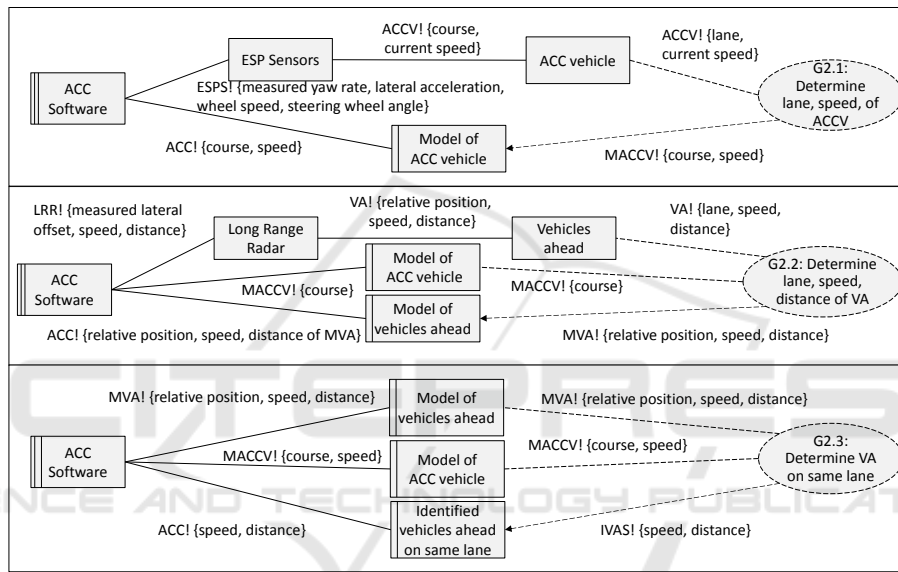 ACCV! {course,
current speed}
ACCV! {lane,
current speed}
ESP Sensors
ACC vehicle
G2.1:
Determine
lane, speed, of
ACCV
ACC
Software
ESPS! {measured yaw rate, lateral acceleration,
wheel speed, steering wheel angle}
Model of
ACC vehicle
ACC! {course, speed}
MACCV! {course, speed}
LRR! {measured lateral
offset, speed, distance}
VA! {relative position,
speed, distance}
VA! {lane, speed,
distance}
Long Range
Radar
Vehicles
ahead
ACC
Software
Model of
ACC vehicle
MACCV! {course}
MACCV! {course}
G2.2: Determine
lane, speed,
distance of VA
Model of
vehicles ahead
ACC! {relative position, speed, distance of MVA}
MVA! {relative position, speed, distance}
MVA! {relative position, speed, distance}
Model of
vehicles ahead
MVA! {relative position, speed, distance}
ACC
Software
MACCV! {course, speed}
Model of
ACC vehicle
MACCV! {course, speed}
G2.3:
Determine VA
on same lane
ACC! {speed, distance}
Identified
vehicles ahead
on same lane
IVAS! {speed, distance}
CITEPRES
ENCE AND TECHNOLOGY PUBLICAT